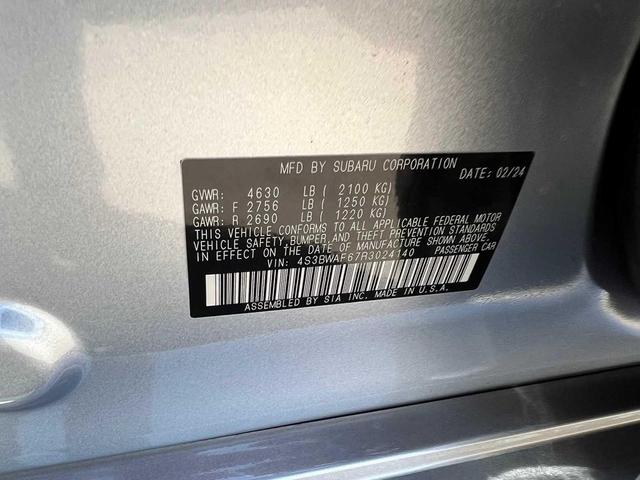 MFD BY SUBARU CORPORATION
DATE: 02/24
GVWR: 4630 LB ( 2100 KG)
GAWR: F 2756 LB ( 1250 KG)
GAWR: R 2690 LB ( 1220 KG)
THIS VEHICLE CONFORMS TO ALL APPLICABLE FEDERAL MOTOR
VEHICLE SAFETY, BUMPER, AND THEFT PREVENTION STANDARDS
IN EFFECT ON THE DATE OF MANUFACTURE SHOWN ABOVE.
VIN: 4S3BWAF67R3024140 PASSENGER CAR
ASSEMBLED BY SIA INC. MADE IN U.S.A.